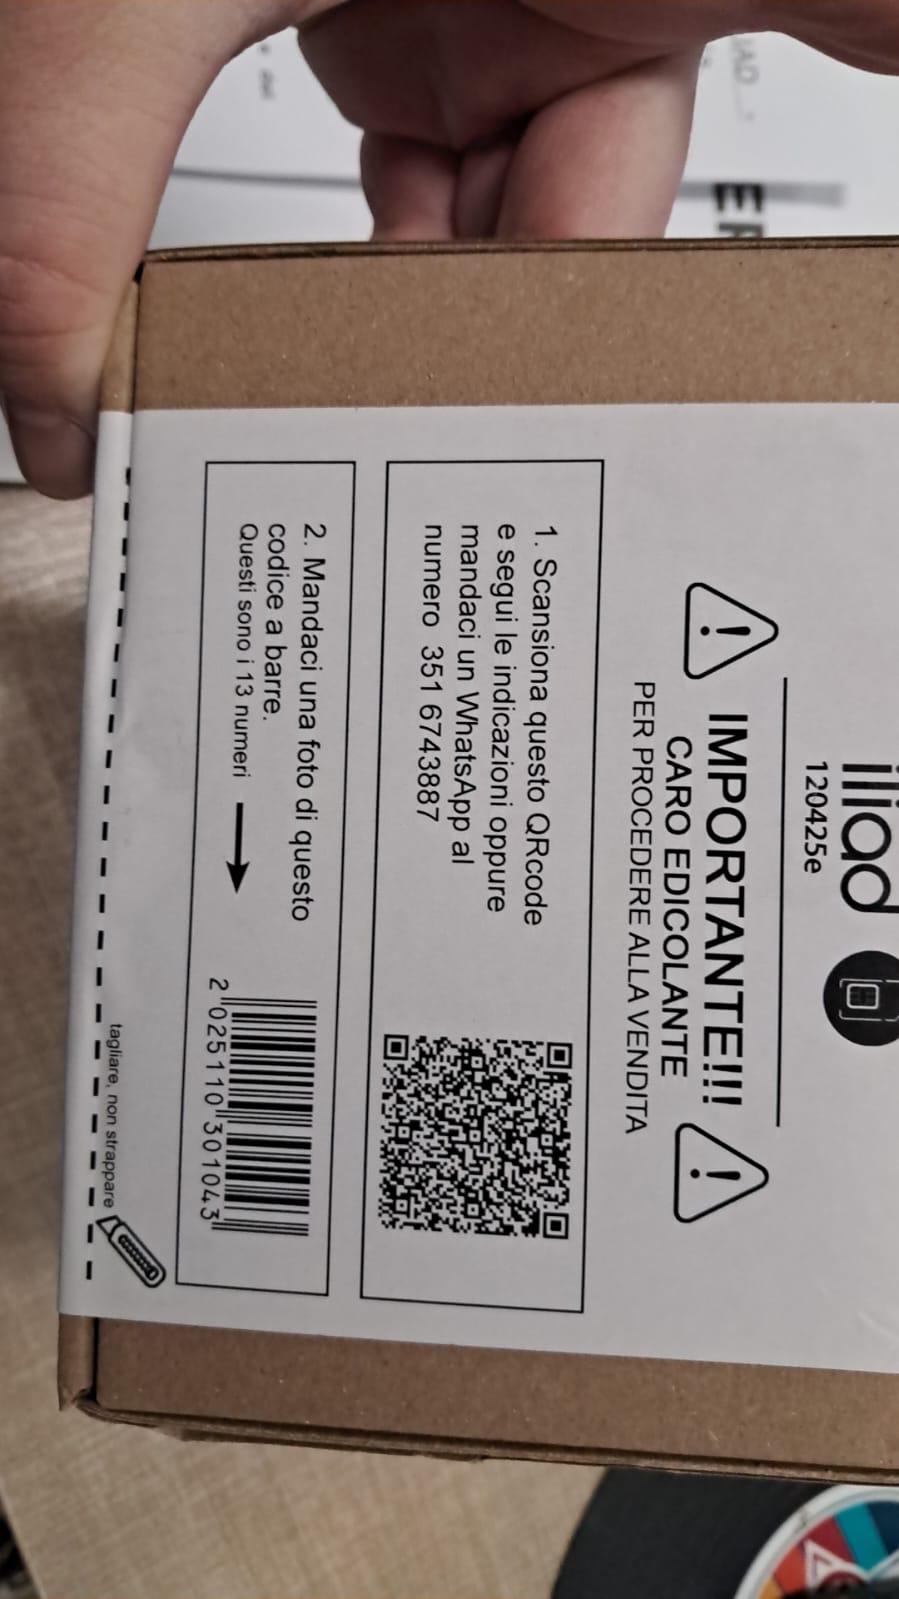 iliad
120425e
IMPORTANTE!!!
CARO EDICOLANTE
PER PROCEDERE ALLA VENDITA
1. Scansiona questo QRcode
e segui le indicazioni oppure
mandaci un WhatsApp al
numero 351 6743887
2. Mandaci una foto di questo
codice a barre.
Questi sono i 13 numeri
2 025110 301043
tagliare, non strappare